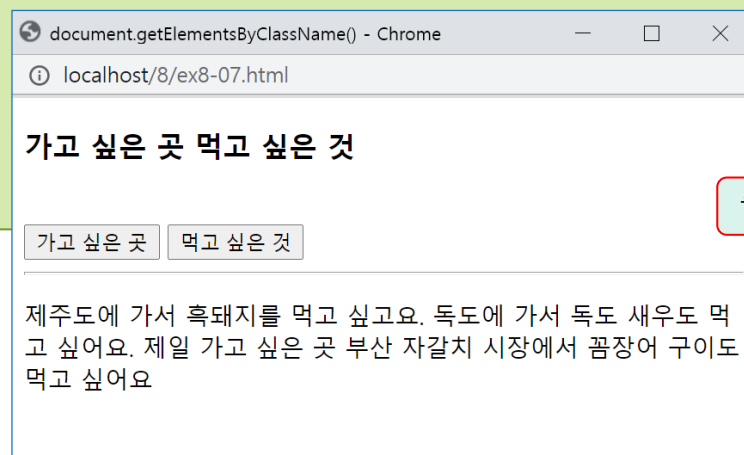 document.getElementsByClassName() - Chrome
localhost/8/ex8-07.html
가고 싶은 곳 먹고 싶은 것
가고 싶은 곳 먹고 싶은 것
제주도에 가서 흑돼지를 먹고 싶고요. 독도에 가서 독도 새우도 먹
고 싶어요. 제일 가고 싶은 곳 부산 자갈치 시장에서 꼼장어 구이도
먹고 싶어요